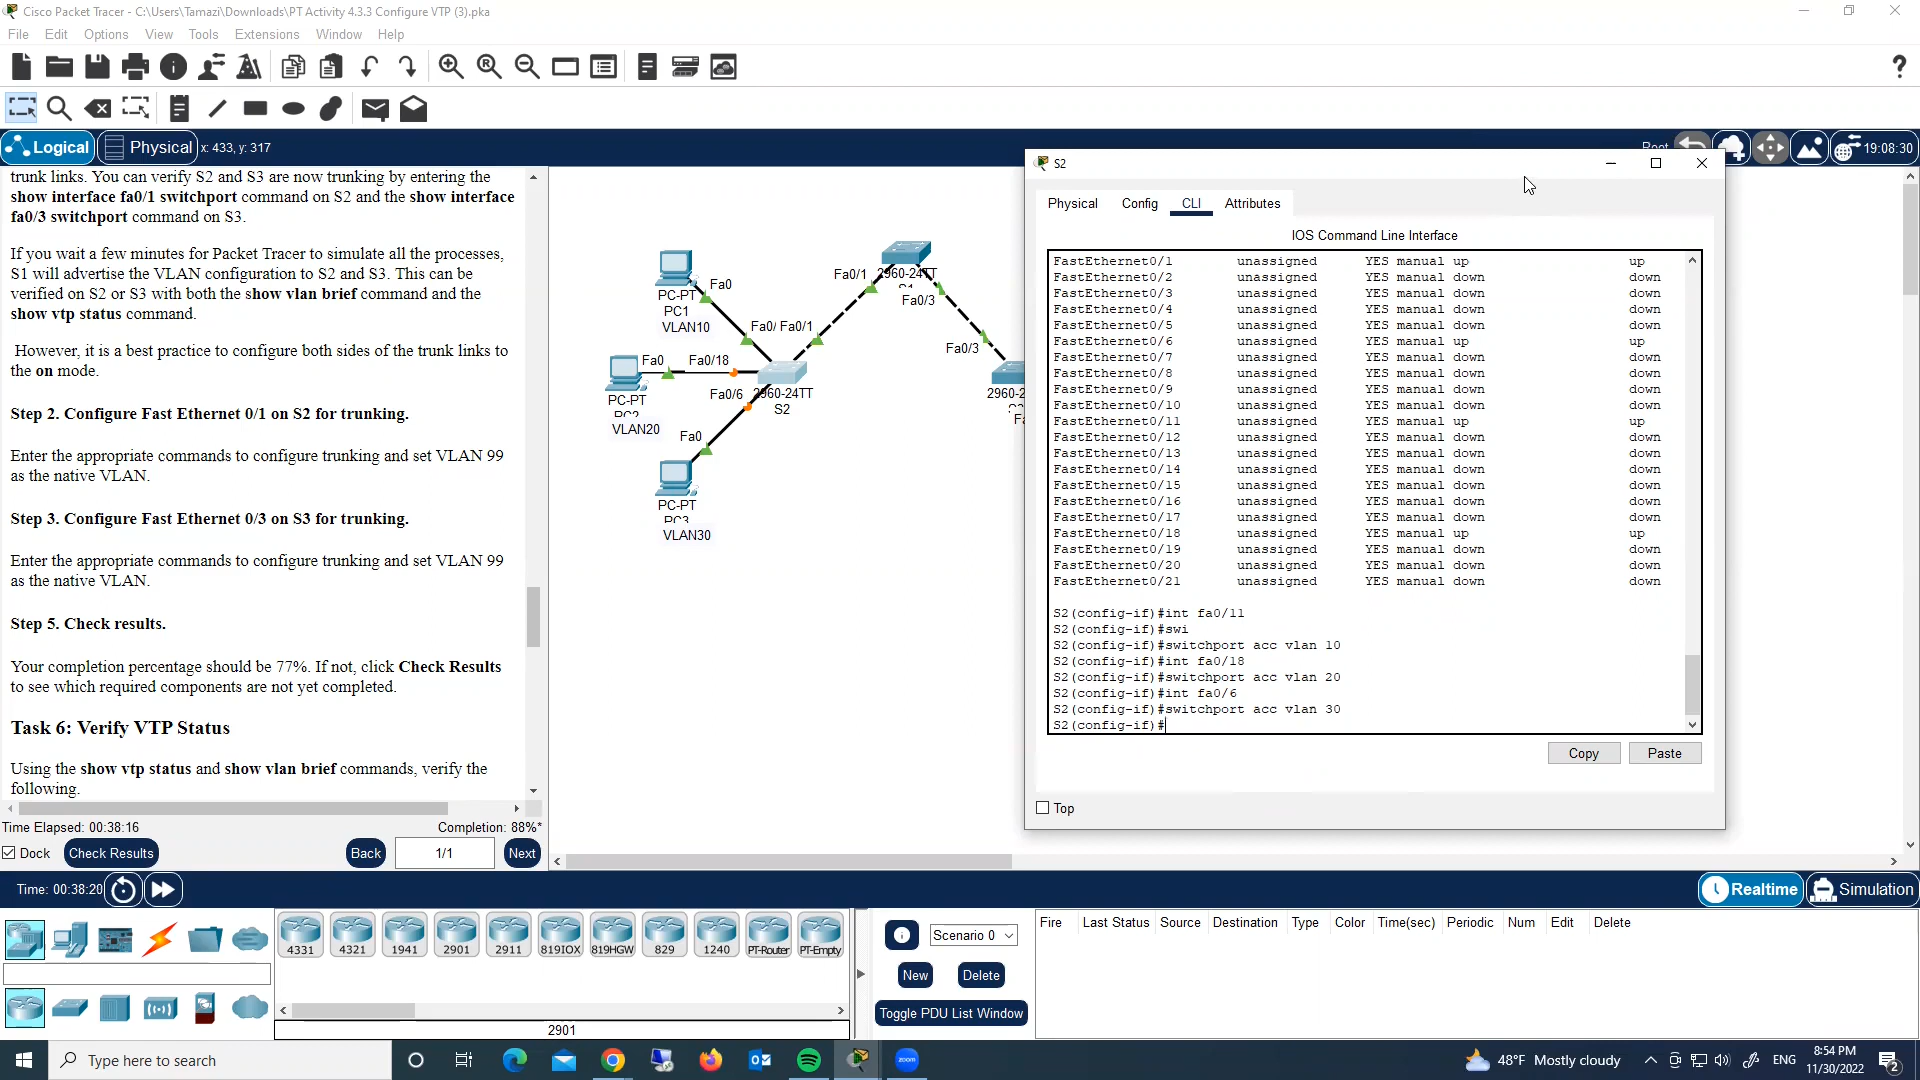 Cisco Packet Tracer - C:\Users\Tamazi\Downloads\PT Activity 4.3.3 Configure VTP (3).pka
File Edit Options View Tools Extensions Window Help
?
Logical Physical x: 433, y: 317
Root 19:08:30
trunk links. You can verify S2 and S3 are now trunking by entering the
show interface fa0/1 switchport command on S2 and the show interface
fa0/3 switchport command on S3.
If you wait a few minutes for Packet Tracer to simulate all the processes,
S1 will advertise the VLAN configuration to S2 and S3. This can be
verified on S2 or S3 with both the show vlan brief command and the
show vtp status command.
However, it is a best practice to configure both sides of the trunk links to
the on mode.
Step 2. Configure Fast Ethernet 0/1 on S2 for trunking.
Enter the appropriate commands to configure trunking and set VLAN 99
as the native VLAN.
Step 3. Configure Fast Ethernet 0/3 on S3 for trunking.
Enter the appropriate commands to configure trunking and set VLAN 99
as the native VLAN.
Step 5. Check results.
Your completion percentage should be 77%. If not, click Check Results
to see which required components are not yet completed.
Task 6: Verify VTP Status
Using the show vtp status and show vlan brief commands, verify the
following.
Time Elapsed: 00:38:16 Completion: 88%*
Dock Check Results Back 1/1 Next
Fa0
PC-PT
PC1
VLAN10
Fa0/1
2960-24TT
S1
Fa0/3
Fa0/ Fa0/1
Fa0/3
Fa0 Fa0/18
PC-PT
PC2
VLAN20
Fa0/6 2960-24TT
S2
2960-2
Fa0
PC-PT
PC3
VLAN30
S2
Physical Config CLI Attributes
IOS Command Line Interface
FastEthernet0/1 unassigned YES manual up up
FastEthernet0/2 unassigned YES manual down down
FastEthernet0/3 unassigned YES manual down down
FastEthernet0/4 unassigned YES manual down down
FastEthernet0/5 unassigned YES manual down down
FastEthernet0/6 unassigned YES manual up up
FastEthernet0/7 unassigned YES manual down down
FastEthernet0/8 unassigned YES manual down down
FastEthernet0/9 unassigned YES manual down down
FastEthernet0/10 unassigned YES manual down down
FastEthernet0/11 unassigned YES manual up up
FastEthernet0/12 unassigned YES manual down down
FastEthernet0/13 unassigned YES manual down down
FastEthernet0/14 unassigned YES manual down down
FastEthernet0/15 unassigned YES manual down down
FastEthernet0/16 unassigned YES manual down down
FastEthernet0/17 unassigned YES manual down down
FastEthernet0/18 unassigned YES manual up up
FastEthernet0/19 unassigned YES manual down down
FastEthernet0/20 unassigned YES manual down down
FastEthernet0/21 unassigned YES manual down down
S2(config-if)#int fa0/11
S2(config-if)#swi
S2(config-if)#switchport acc vlan 10
S2(config-if)#int fa0/18
S2(config-if)#switchport acc vlan 20
S2(config-if)#int fa0/6
S2(config-if)#switchport acc vlan 30
S2(config-if)#
Copy Paste
Top
Time: 00:38:20
Realtime Simulation
4331 4321 1941 2901 2911 819IOX 819HGW 829 1240 PT-Router PT-Empty
2901
Scenario 0
New Delete
Toggle PDU List Window
Fire Last Status Source Destination Type Color Time(sec) Periodic Num Edit Delete
Type here to search
zoom
48°F Mostly cloudy
ENG
8:54 PM
11/30/2022
2